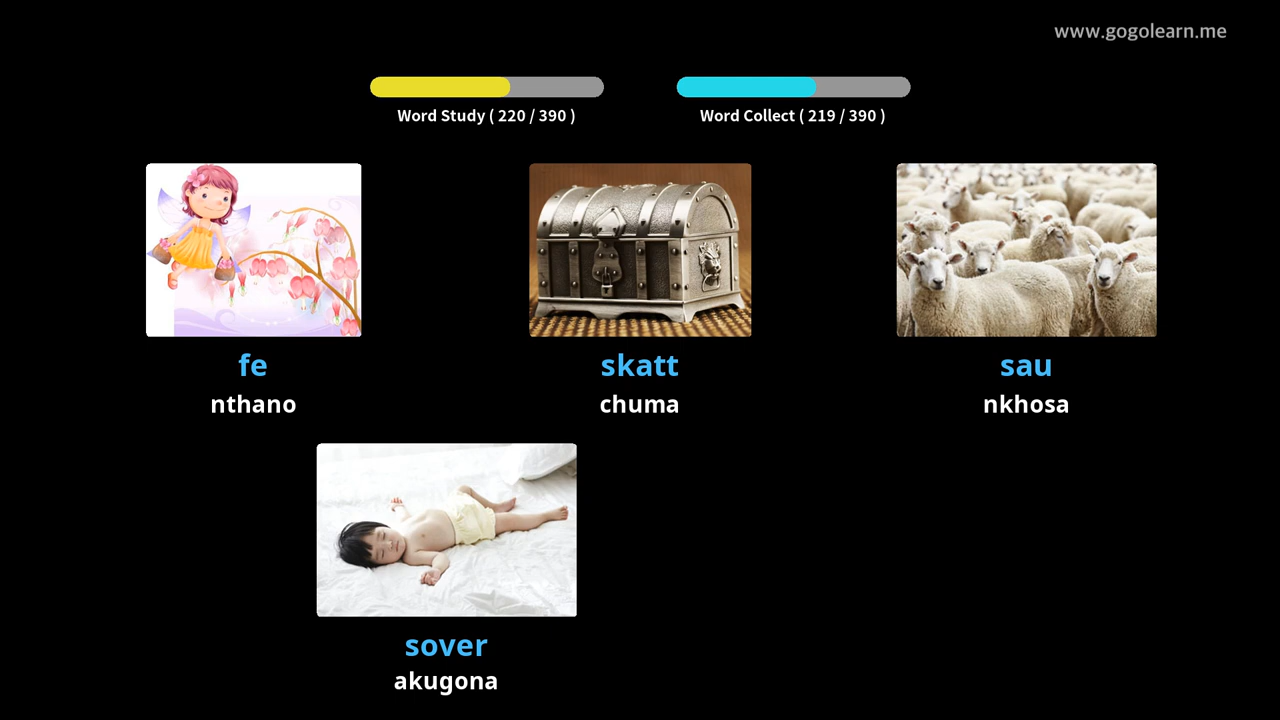 www.gogolearn.me
Word Study ( 220 / 390 )
Word Collect ( 219 / 390 )
fe
nthano
skatt
chuma
sau
nkhosa
sover
akugona